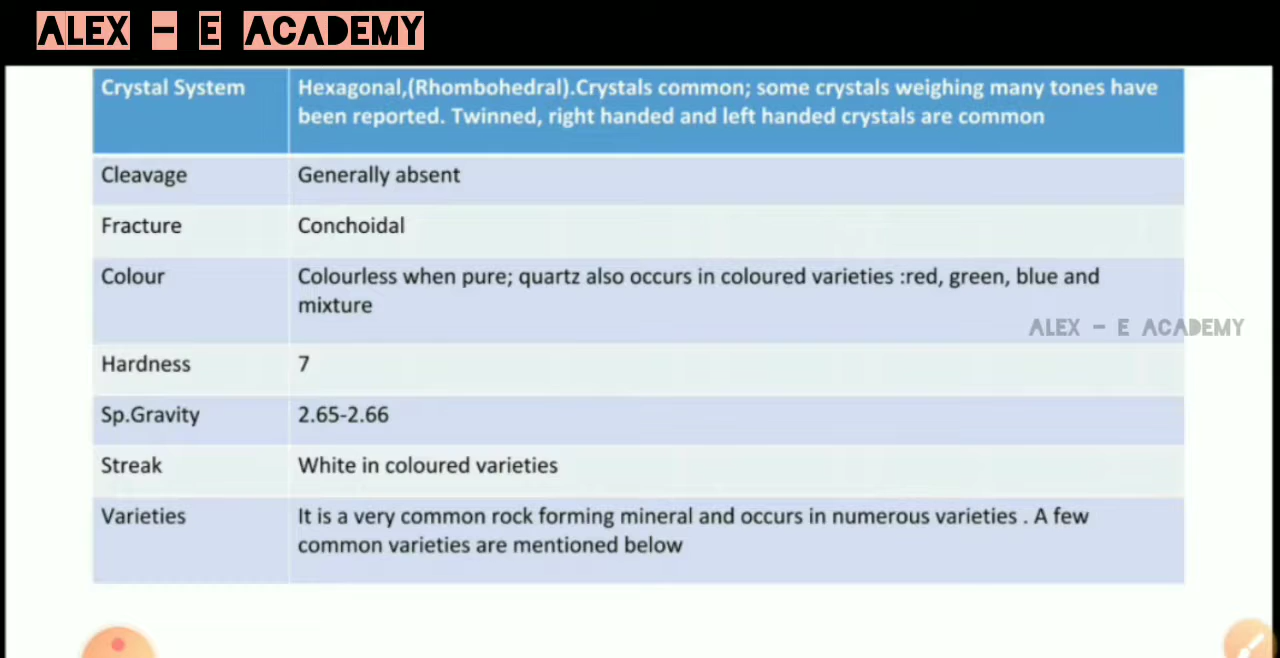 ALEX - E ACADEMY
Crystal System
Hexagonal,(Rhombohedral).Crystals common; some crystals weighing many tones have
been reported. Twinned, right handed and left handed crystals are common
Cleavage
Generally absent
Fracture
Conchoidal
Colour
Colourless when pure; quartz also occurs in coloured varieties :red, green, blue and
mixture
ALEX - E ACADEMY
Hardness
7
Sp.Gravity
2.65-2.66
Streak
White in coloured varieties
Varieties
It is a very common rock forming mineral and occurs in numerous varieties . A few
common varieties are mentioned below